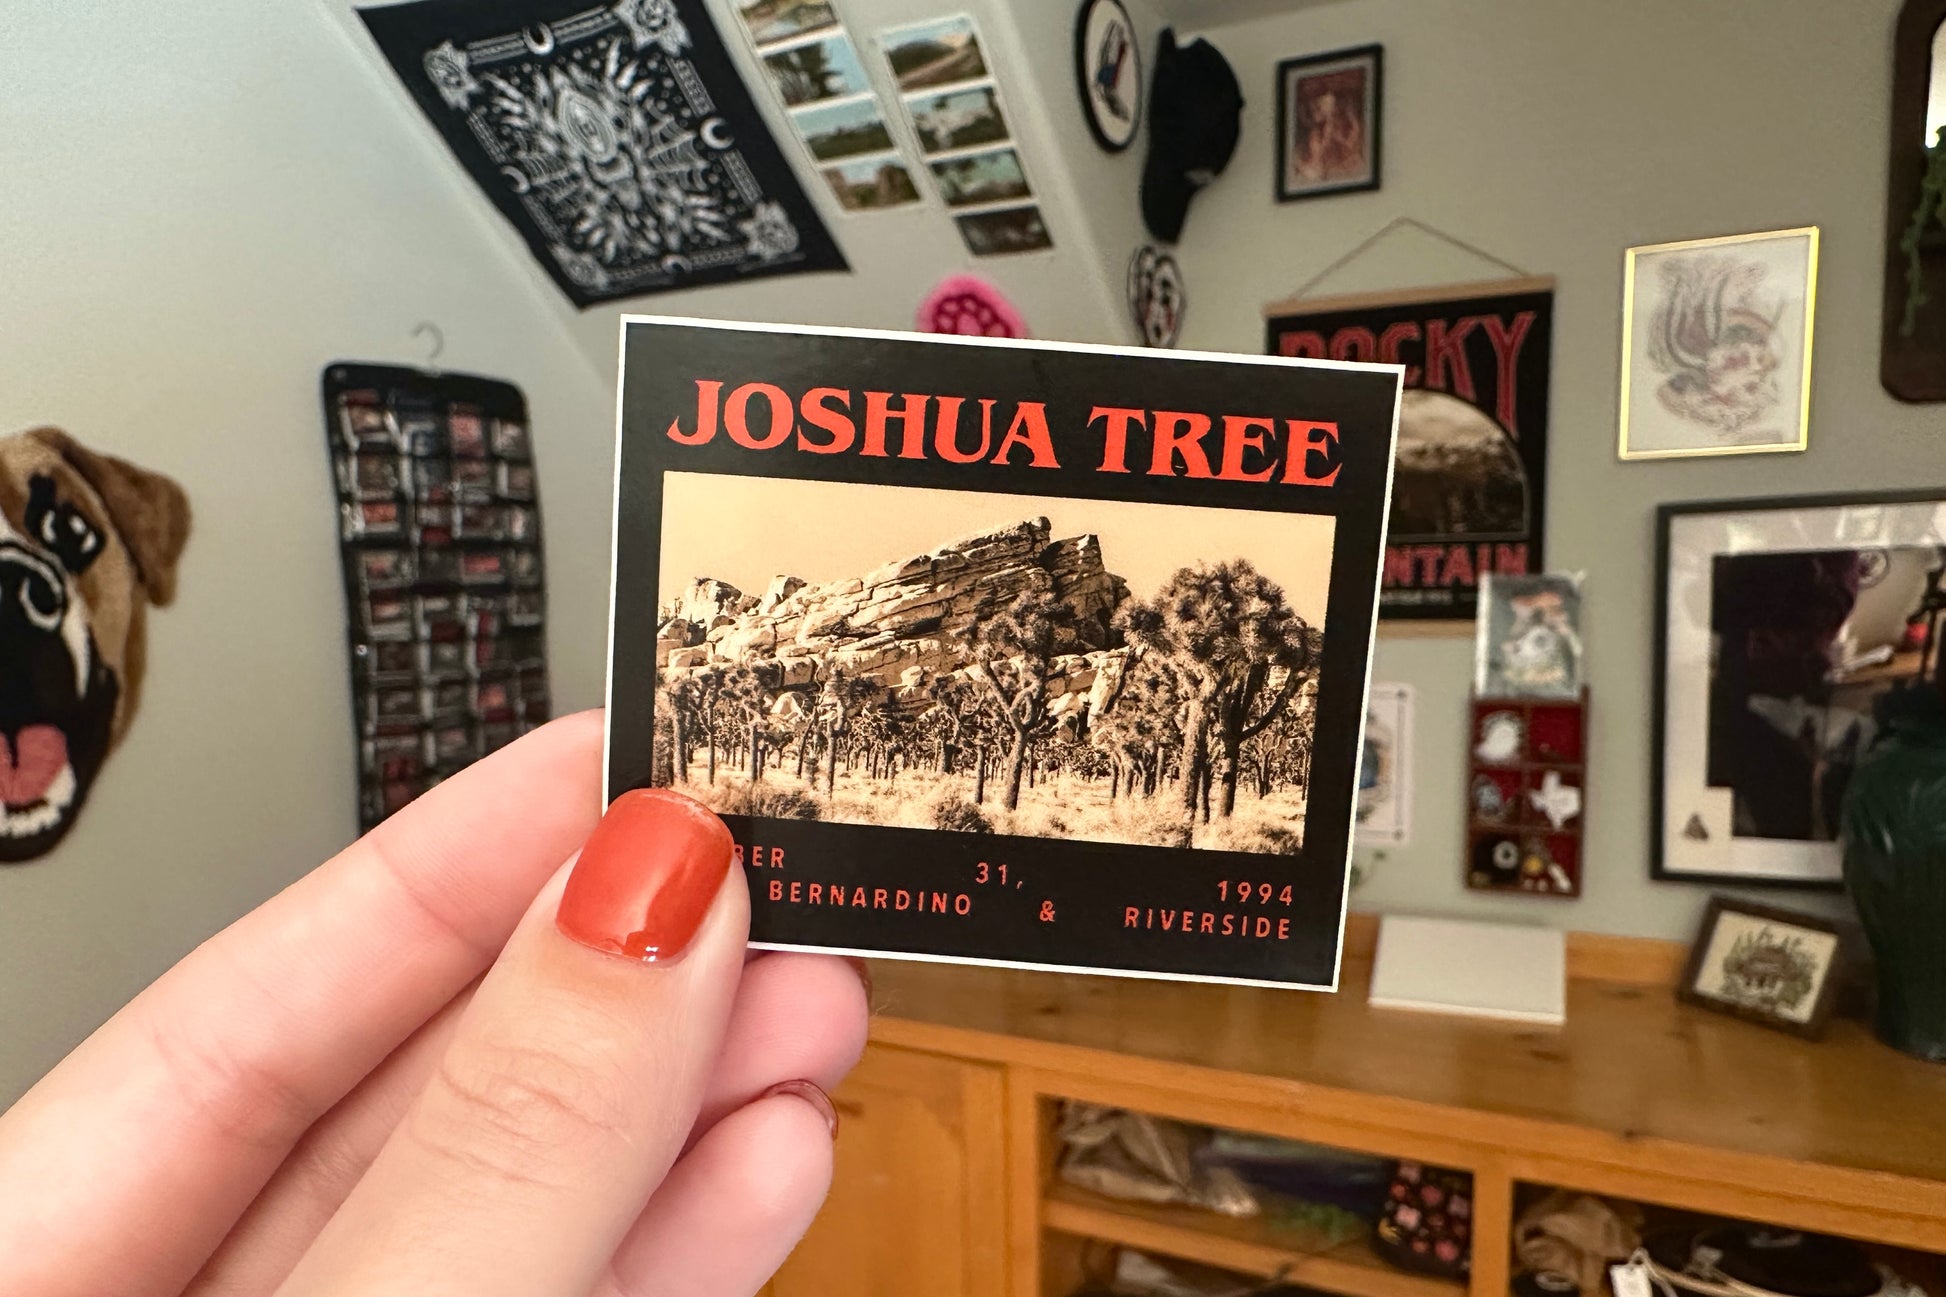 JOSHUA TREE
BER 31, 1994
BERNARDINO & RIVERSIDE
ROCKY
NTAIN